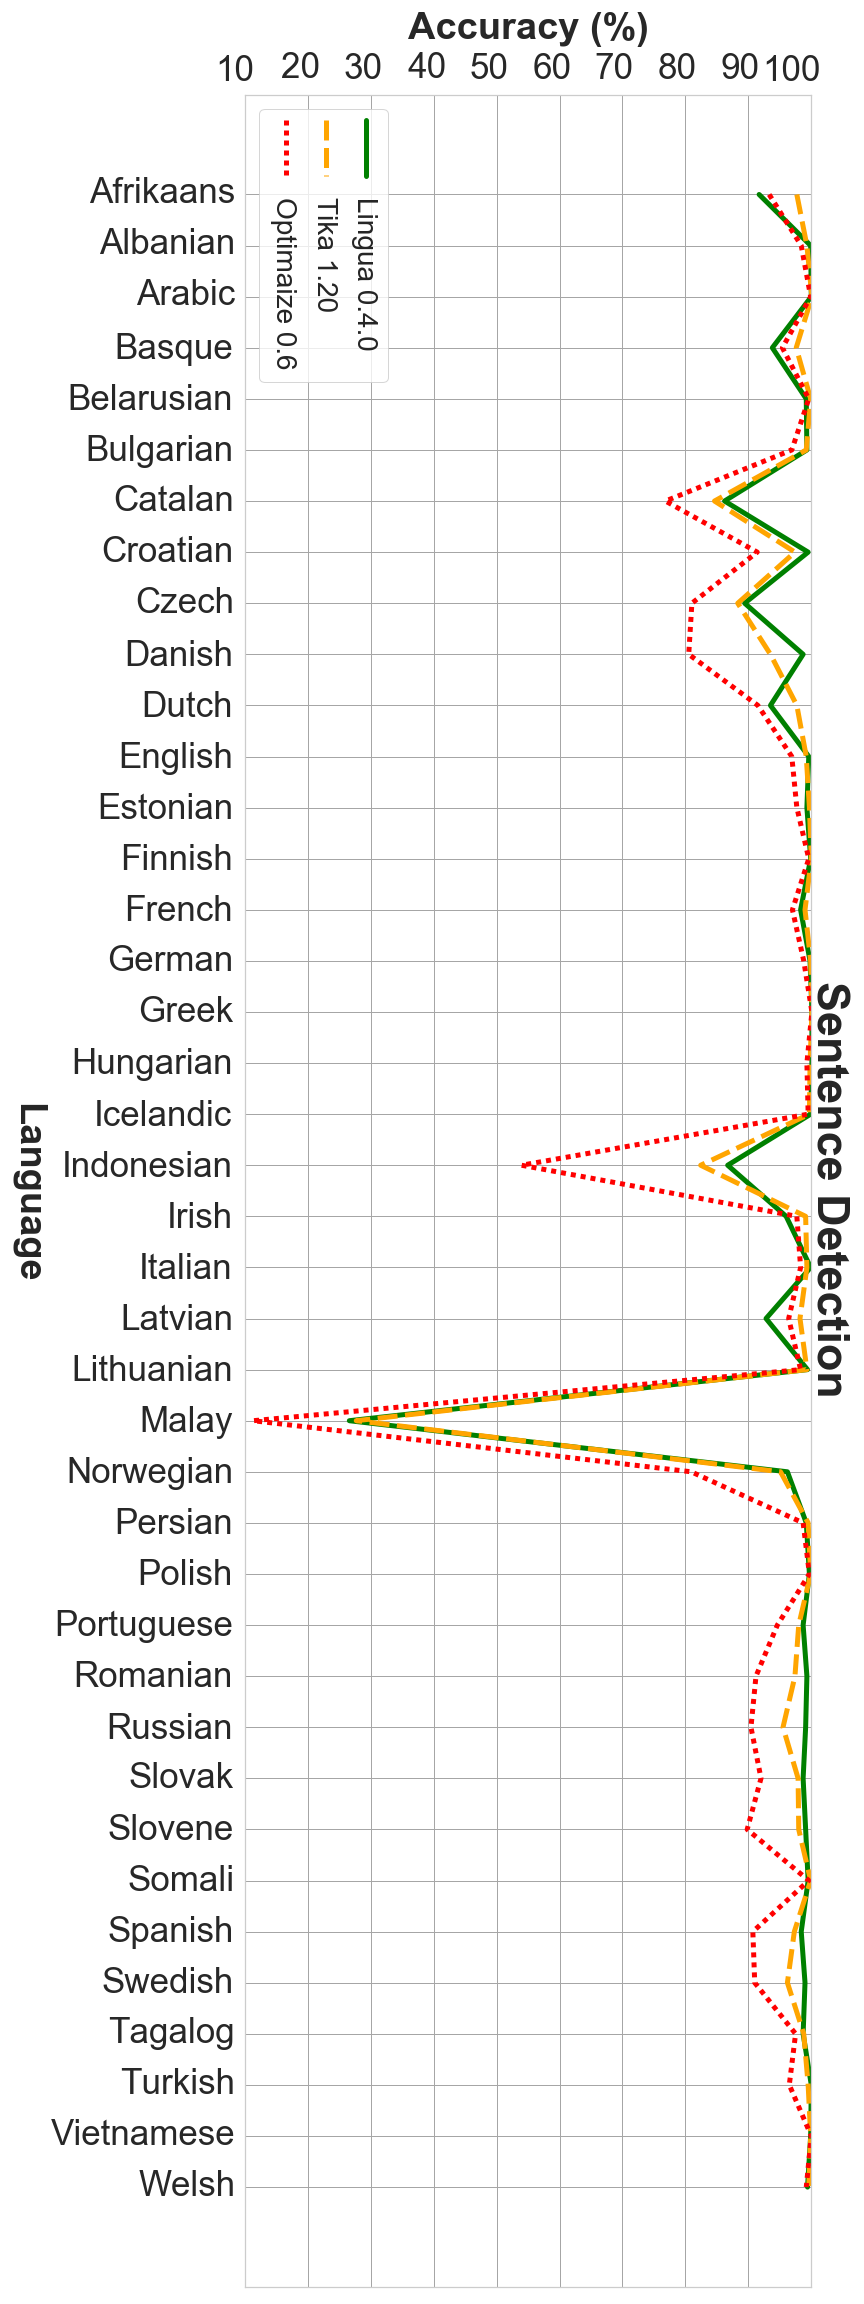 Accuracy (%)
10 20 30 40 50 60 70 80 90 100
Lingua 0.4.0
Tika 1.20
Optimaize 0.6
Afrikaans
Albanian
Arabic
Basque
Belarusian
Bulgarian
Catalan
Croatian
Czech
Danish
Dutch
English
Estonian
Finnish
French
German
Greek
Hungarian
Icelandic
Indonesian
Irish
Italian
Latvian
Lithuanian
Malay
Norwegian
Persian
Polish
Portuguese
Romanian
Russian
Slovak
Slovene
Somali
Spanish
Swedish
Tagalog
Turkish
Vietnamese
Welsh
Language
Sentence Detection